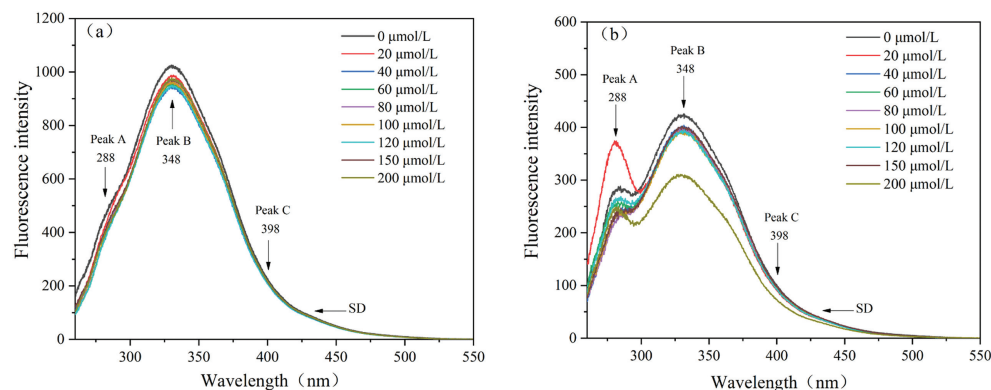 (a)
Fluorescence intensity
1200
1000
800
600
400
200
0
Peak A
288
Peak B
348
Peak C
398
SD
0 μmol/L
20 μmol/L
40 μmol/L
60 μmol/L
80 μmol/L
100 μmol/L
120 μmol/L
150 μmol/L
200 μmol/L
300 350 400 450 500 550
Wavelength（nm）
(b)
Fluorescence intensity
600
500
400
300
200
100
0
Peak A
288
Peak B
348
Peak C
398
SD
0 μmol/L
20 μmol/L
40 μmol/L
60 μmol/L
80 μmol/L
100 μmol/L
120 μmol/L
150 μmol/L
200 μmol/L
300 350 400 450 500 550
Wavelength（nm）